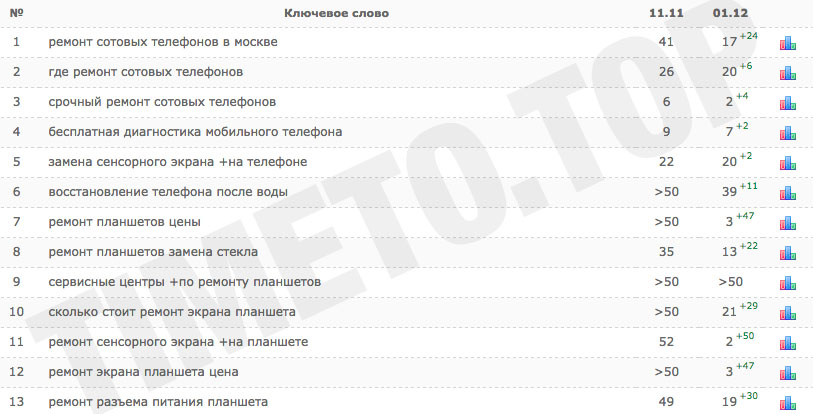 № Ключевое слово 11.11 01.12
1 ремонт сотовых телефонов в москве 41 17 +24
2 где ремонт сотовых телефонов 26 20 +6
3 срочный ремонт сотовых телефонов 6 2 +4
4 бесплатная диагностика мобильного телефона 9 7 +2
5 замена сенсорного экрана +на телефоне 22 20 +2
6 восстановление телефона после воды >50 39 +11
7 ремонт планшетов цены >50 3 +47
8 ремонт планшетов замена стекла 35 13 +22
9 сервисные центры +по ремонту планшетов >50 >50
10 сколько стоит ремонт экрана планшета >50 21 +29
11 ремонт сенсорного экрана +на планшете 52 2 +50
12 ремонт экрана планшета цена >50 3 +47
13 ремонт разъема питания планшета 49 19 +30
TIMETO.TOP